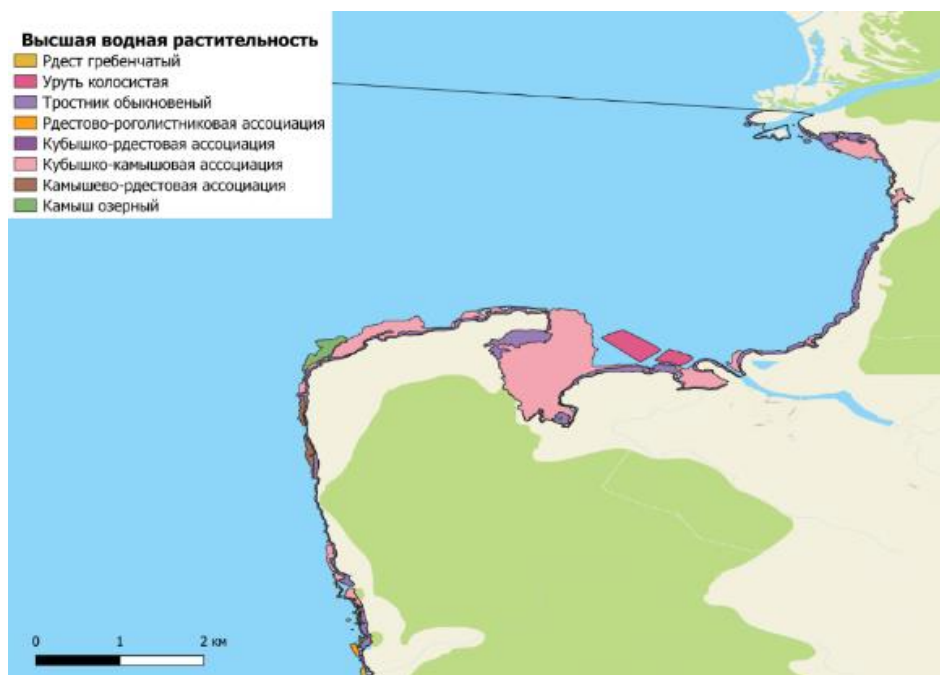 Высшая водная растительность
Рдест гребенчатый
Уруть колосистая
Тростник обыкновеный
Рдестово-роголистниковая ассоциация
Кубышко-рдестовая ассоциация
Кубышко-камышовая ассоциация
Камышево-рдестовая ассоциация
Камыш озерный
0 1 2 км